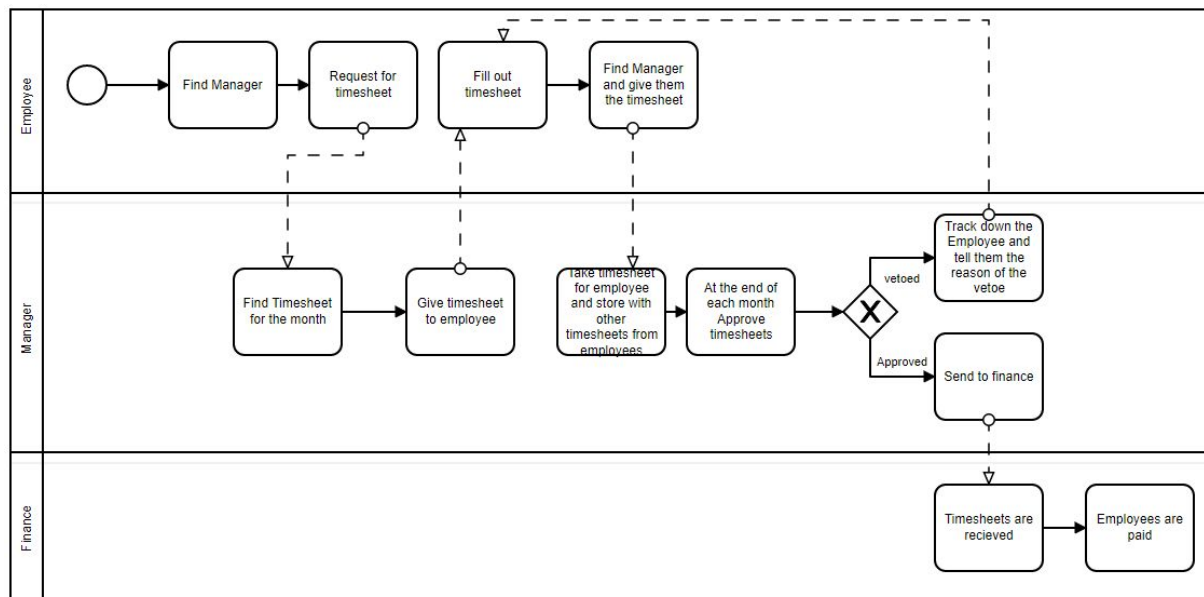 Employee
Find Manager
Request for
timesheet
Fill out
timesheet
Find Manager
and give them
the timesheet
Manager
Find Timesheet
for the month
Give timesheet
to employee
Take timesheet
for employee
and store with
other
timesheets from
employees
At the end of
each month
Approve
timesheets
vetoed
Track down the
Employee and
tell them the
reason of the
vetoe
Approved
Send to finance
Finance
Timesheets are
recieved
Employees are
paid